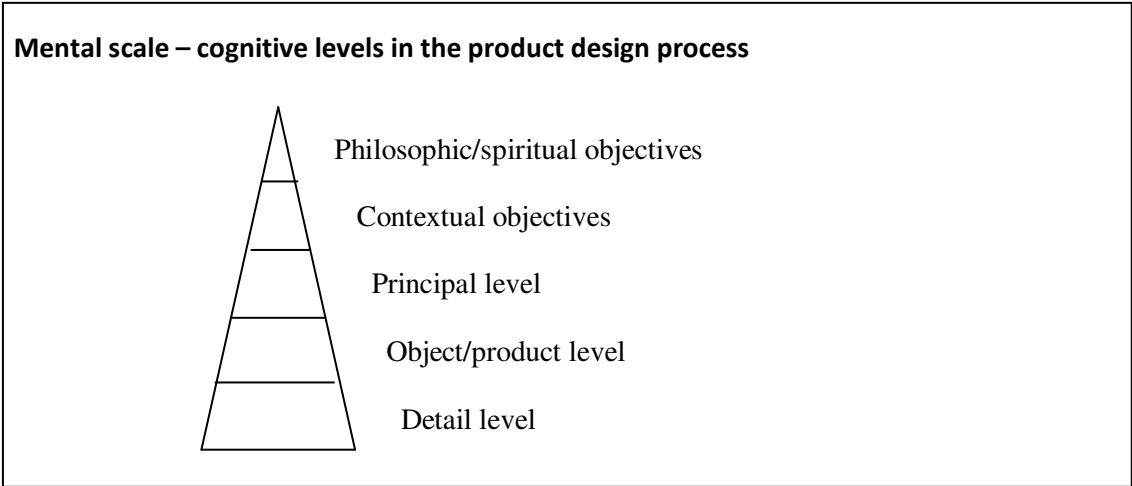 Mental scale – cognitive levels in the product design process
Philosophic/spiritual objectives
Contextual objectives
Principal level
Object/product level
Detail level